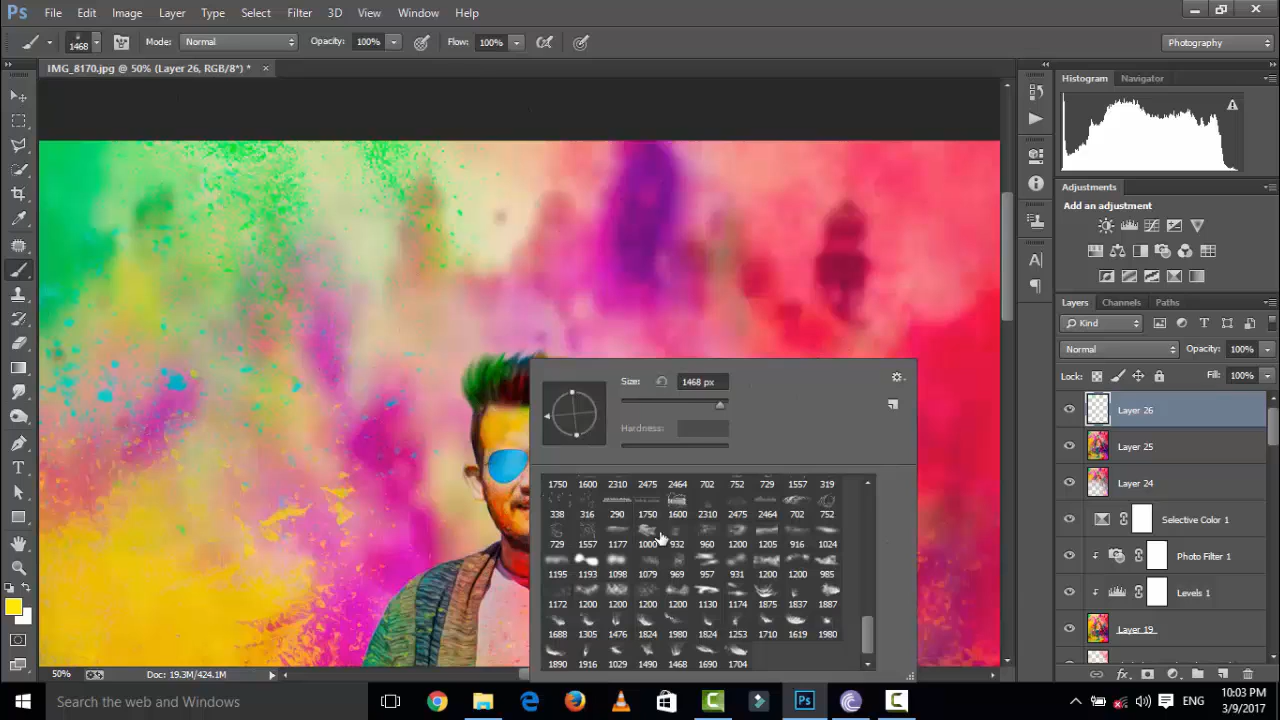 Ps File Edit Image Layer Type Select Filter 3D View Window Help
1468 Mode: Normal Opacity: 100% Flow: 100% Photography
IMG_8170.jpg @ 50% (Layer 26, RGB/8*) * ×
Histogram Navigator
Adjustments
Add an adjustment
Layers Channels Paths
Kind
Normal Opacity: 100%
Lock: Fill: 100%
Layer 26
Layer 25
Layer 24
Selective Color 1
Photo Filter 1
Levels 1
Layer 19
Size: 1468 px
Hardness:
1750 1600 2310 2475 2464 702 752 729 1557 319
338 316 290 1750 1600 2310 2475 2464 702 752
729 1557 1177 1000 932 960 1200 1205 916 1024
1195 1193 1098 1079 969 957 931 1200 1200 985
1172 1200 1200 1200 1200 1130 1174 1875 1837 1887
1688 1305 1476 1824 1980 1824 1253 1710 1619 1980
1890 1916 1029 1490 1468 1690 1704
50% Doc: 19.3M/424.1M
Search the web and Windows
Ps
ENG
10:03 PM
3/9/2017